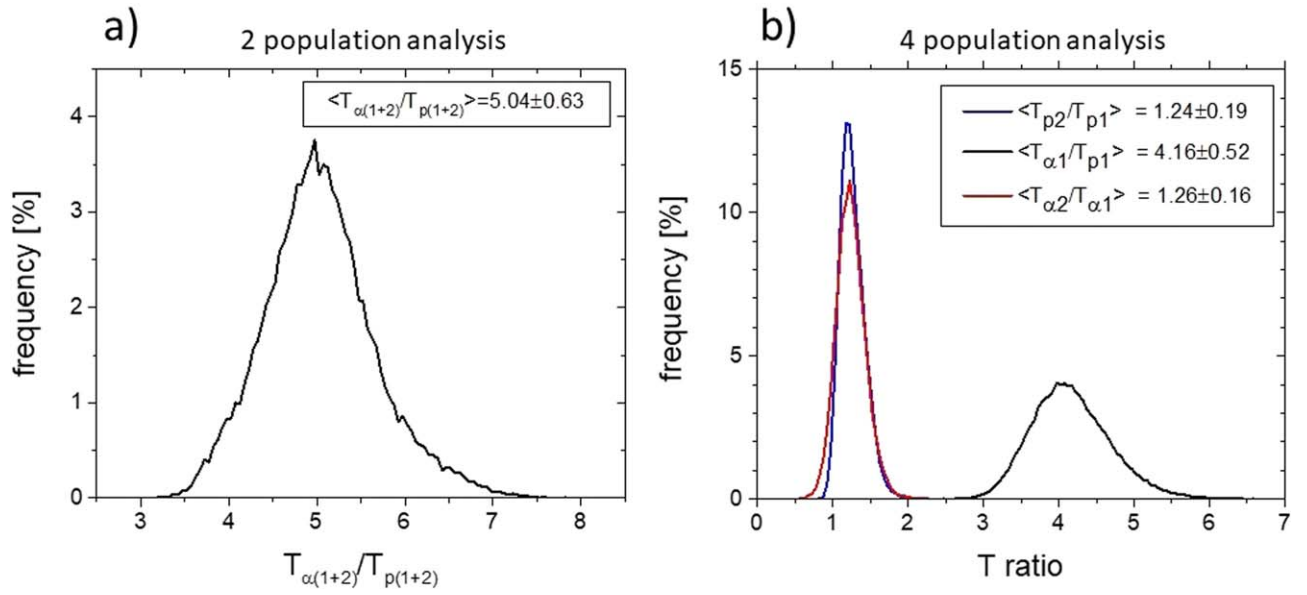 a)
2 population analysis
<Tα(1+2)/Tp(1+2)>=5.04±0.63
frequency [%]
4
3
2
1
0
3 4 5 6 7 8
Tα(1+2)/Tp(1+2)
b)
4 population analysis
<Tp2/Tp1> = 1.24±0.19
<Tα1/Tp1> = 4.16±0.52
<Tα2/Tα1> = 1.26±0.16
frequency [%]
15
10
5
0
0 1 2 3 4 5 6 7
T ratio